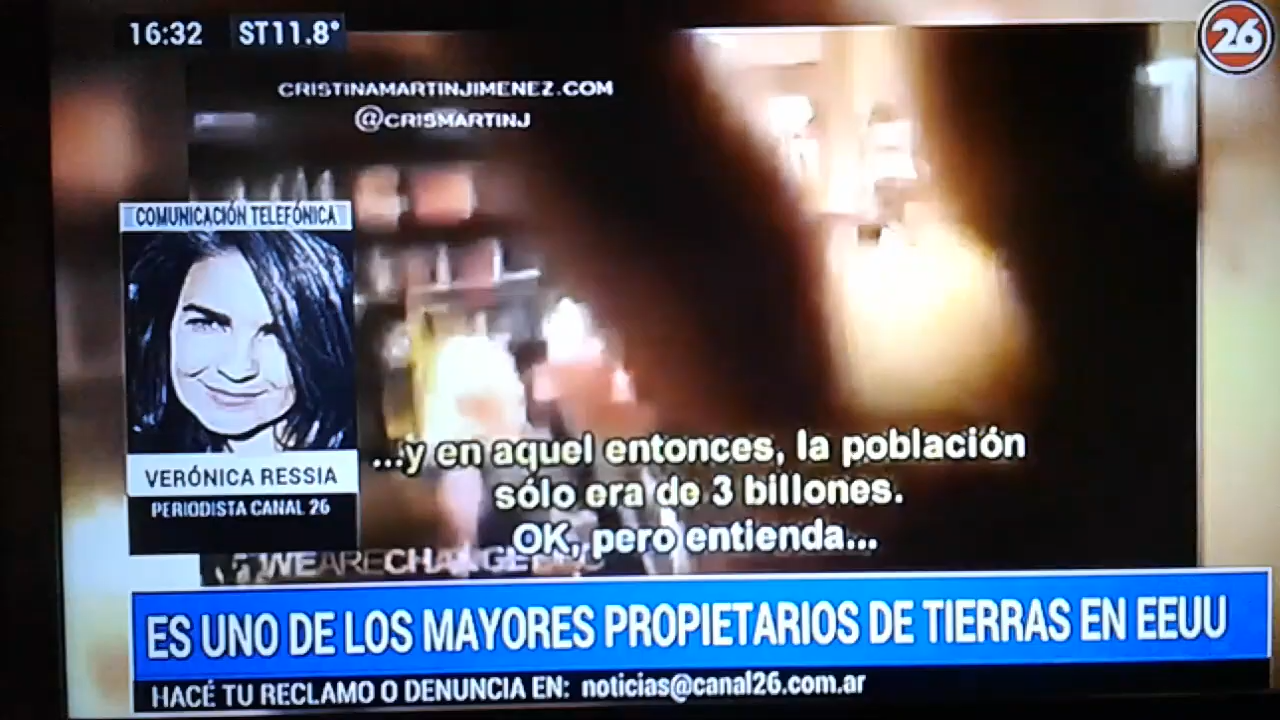 16:32 ST11.8°
26
CRISTINAMARTINJIMENEZ.COM
@CRISMARTINJ
COMUNICACIÓN TELEFÓNICA
VERÓNICA RESSIA
PERIODISTA CANAL 26
...y en aquel entonces, la población
sólo era de 3 billones.
OK, pero entienda...
WEARECHANGE
ES UNO DE LOS MAYORES PROPIETARIOS DE TIERRAS EN EEUU
HACÉ TU RECLAMO O DENUNCIA EN: noticias@canal26.com.ar